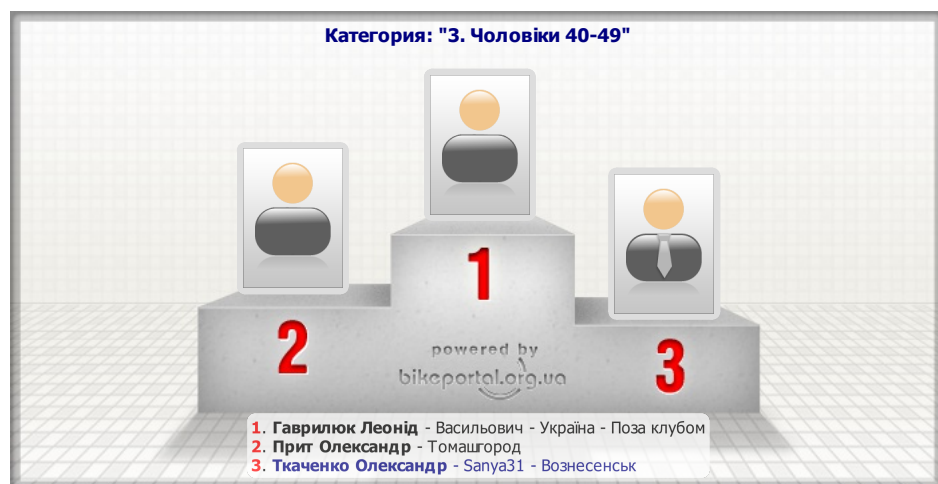 Категория: "3. Чоловіки 40-49"
1
2
3
powered by
bikeportal.org.ua
1. Гаврилюк Леонід - Васильович - Україна - Поза клубом
2. Прит Олександр - Томашгород
3. Ткаченко Олександр - Sanya31 - Вознесенськ